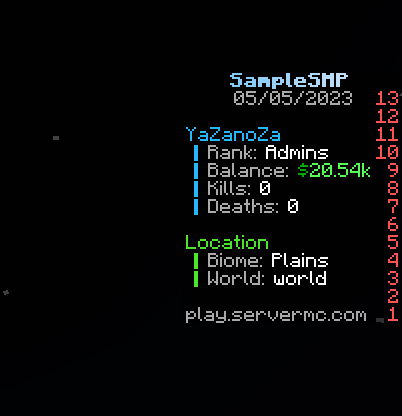 SampleSMP
05/05/2023 13
12
YaZanoZa 11
Rank: Admins 10
Balance: $20.54k 9
Kills: 0 8
Deaths: 0 7
6
Location 5
Biome: Plains 4
World: world 3
2
play.servermc.com 1